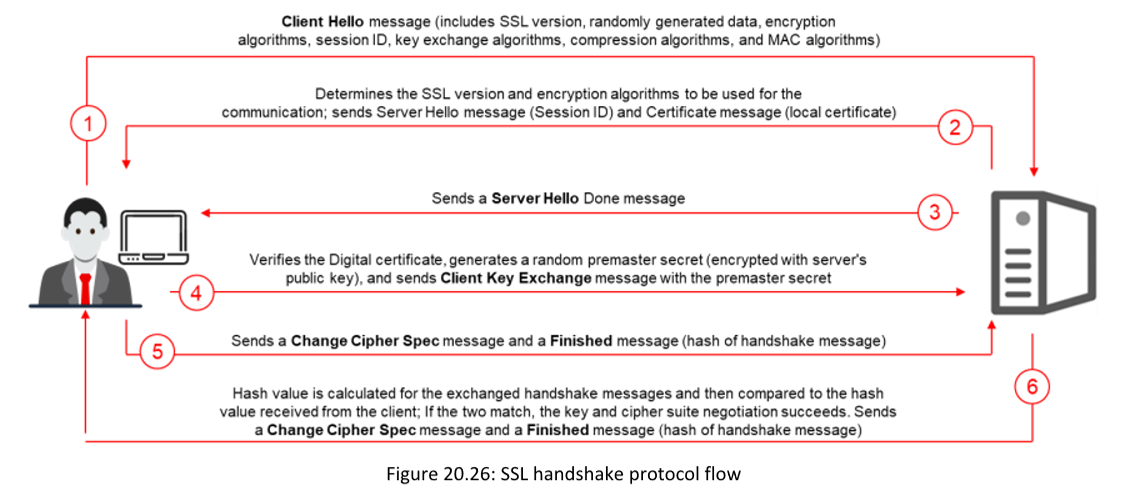 Client Hello message (includes SSL version, randomly generated data, encryption
algorithms, session ID, key exchange algorithms, compression algorithms, and MAC algorithms)
1
Determines the SSL version and encryption algorithms to be used for the
communication; sends Server Hello message (Session ID) and Certificate message (local certificate)
2
Sends a Server Hello Done message
3
Verifies the Digital certificate, generates a random premaster secret (encrypted with server's
public key), and sends Client Key Exchange message with the premaster secret
4
Sends a Change Cipher Spec message and a Finished message (hash of handshake message)
5
6
Hash value is calculated for the exchanged handshake messages and then compared to the hash
value received from the client; If the two match, the key and cipher suite negotiation succeeds. Sends
a Change Cipher Spec message and a Finished message (hash of handshake message)
Figure 20.26: SSL handshake protocol flow